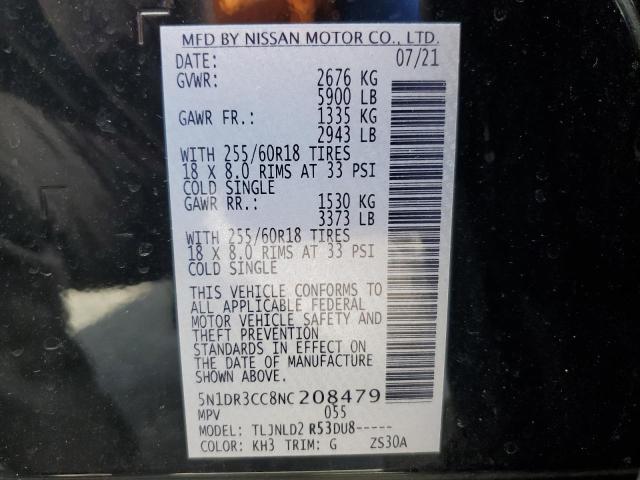 MFD BY NISSAN MOTOR CO., LTD.
DATE: 07/21
GVWR: 2676 KG
5900 LB
GAWR FR.: 1335 KG
2943 LB
WITH 255/60R18 TIRES
18 X 8.0 RIMS AT 33 PSI
COLD SINGLE
GAWR RR.: 1530 KG
3373 LB
WITH 255/60R18 TIRES
18 X 8.0 RIMS AT 33 PSI
COLD SINGLE
THIS VEHICLE CONFORMS TO
ALL APPLICABLE FEDERAL
MOTOR VEHICLE SAFETY AND
THEFT PREVENTION
STANDARDS IN EFFECT ON
THE DATE OF MANUFACTURE
SHOWN ABOVE.
5N1DR3CC8NC208479
MPV 055
MODEL: TLJNLD2 R53DU8-----
COLOR: KH3 TRIM: G ZS30A